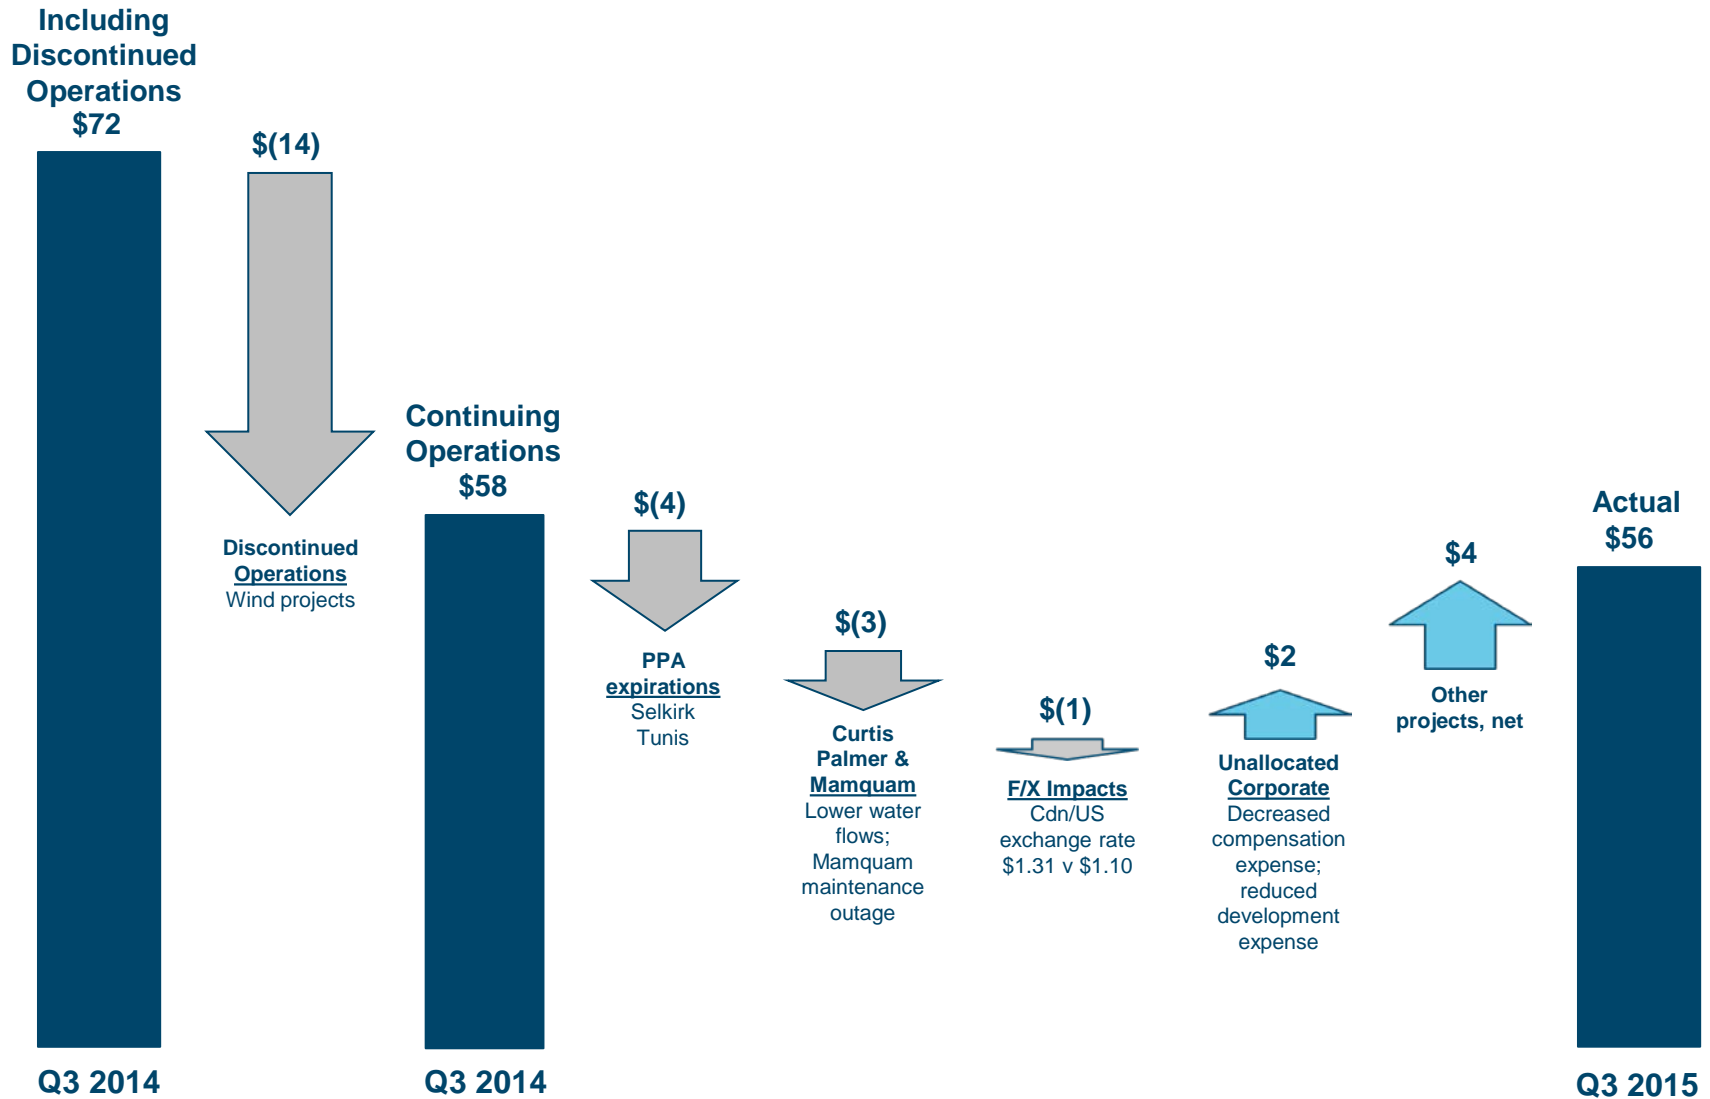 Including
Discontinued
Operations
$72
$(14)
Discontinued
Operations
Wind projects
Continuing
Operations
$58
$(4)
PPA
expirations
Selkirk
Tunis
$(3)
Curtis
Palmer &
Mamquam
Lower water
flows;
Mamquam
maintenance
outage
$(1)
F/X Impacts
Cdn/US
exchange rate
$1.31 v $1.10
$2
Unallocated
Corporate
Decreased
compensation
expense;
reduced
development
expense
$4
Other
projects, net
Actual
$56
Q3 2014
Q3 2014
Q3 2015